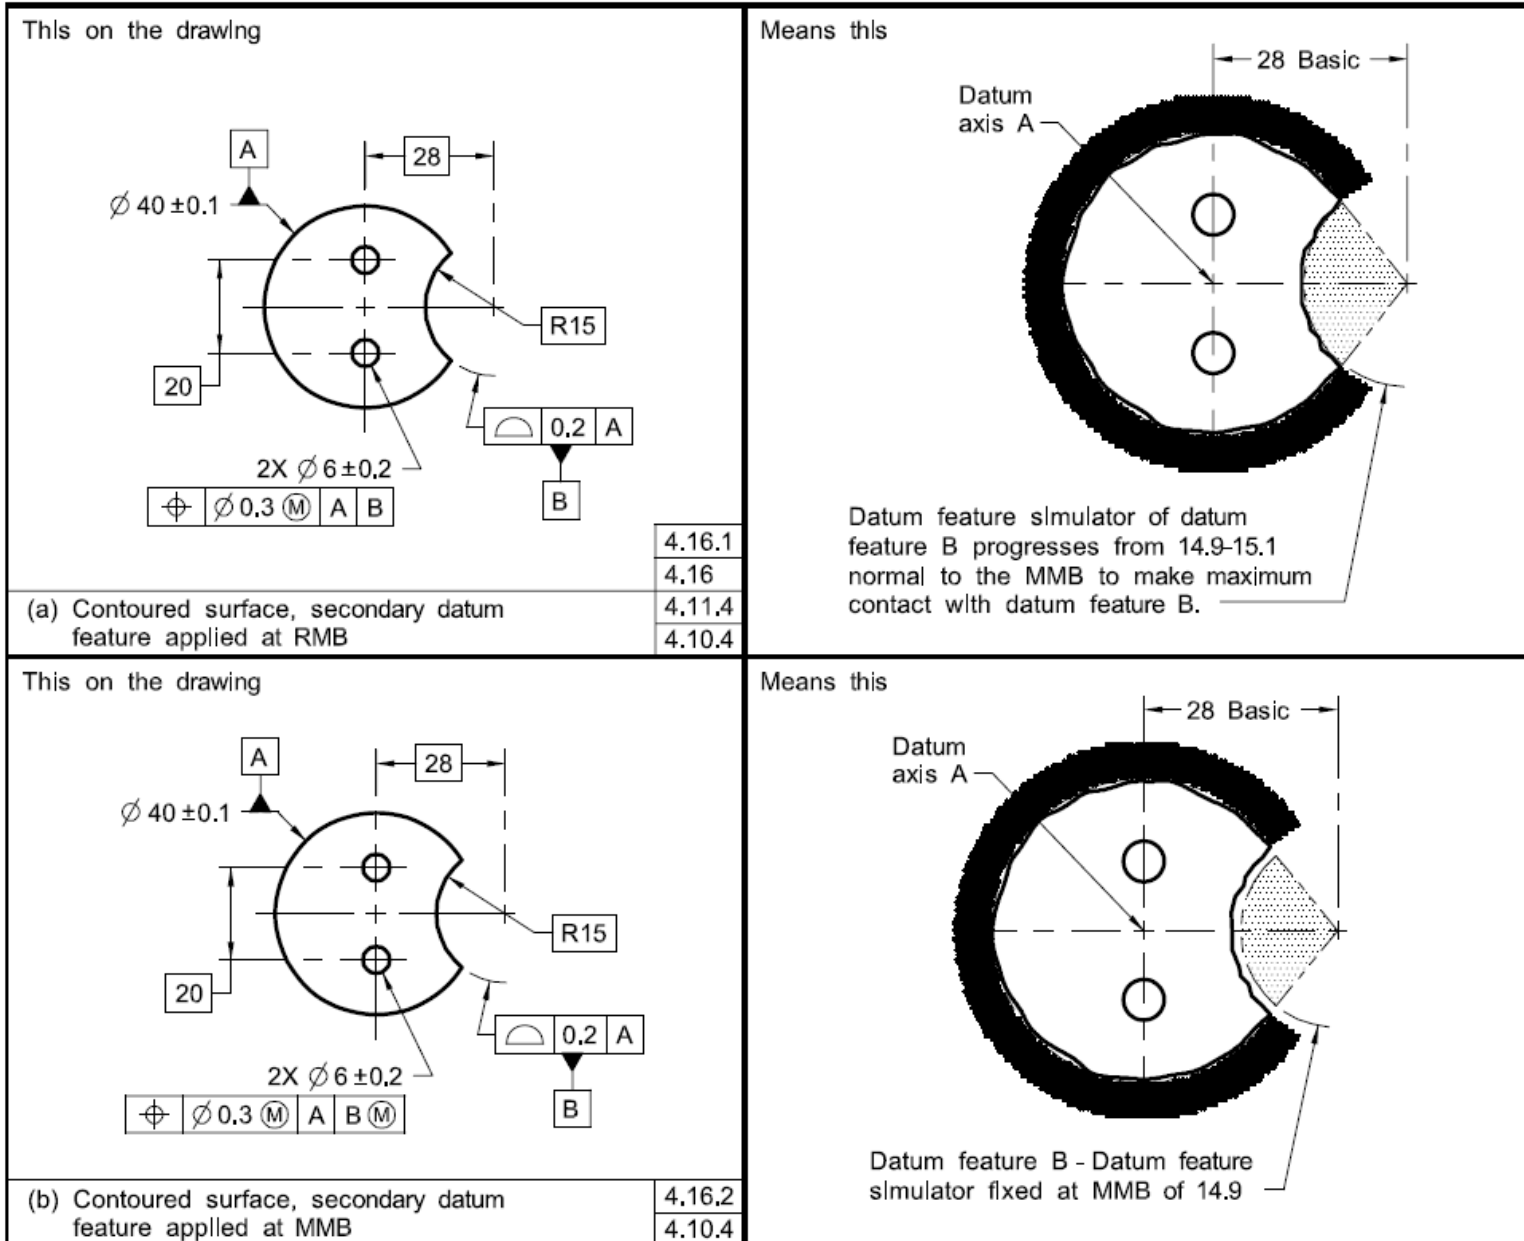 This on the drawing
A
28
⌀ 40 ±0.1
R15
20
⌓ 0.2 A
2X ⌀ 6 ±0.2
B
⌖ ⌀ 0.3 Ⓜ A B
4.16.1
4.16
4.11.4
4.10.4
(a) Contoured surface, secondary datum
feature applied at RMB
Means this
28 Basic
Datum
axis A
Datum feature simulator of datum
feature B progresses from 14.9-15.1
normal to the MMB to make maximum
contact with datum feature B.
This on the drawing
A
28
⌀ 40 ±0.1
R15
20
⌓ 0.2 A
2X ⌀ 6 ±0.2
B
⌖ ⌀ 0.3 Ⓜ A B Ⓜ
4.16.2
4.10.4
(b) Contoured surface, secondary datum
feature applied at MMB
Means this
28 Basic
Datum
axis A
Datum feature B - Datum feature
simulator fixed at MMB of 14.9